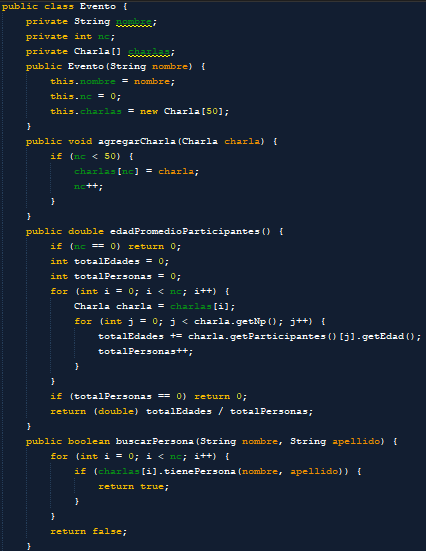 public class Evento {
    private String nombre;
    private int nc;
    private Charla[] charlas;
    public Evento(String nombre) {
        this.nombre = nombre;
        this.nc = 0;
        this.charlas = new Charla[50];
    }
    public void agregarCharla(Charla charla) {
        if (nc < 50) {
            charlas[nc] = charla;
            nc++;
        }
    }
    public double edadPromedioParticipantes() {
        if (nc == 0) return 0;
        int totalEdades = 0;
        int totalPersonas = 0;
        for (int i = 0; i < nc; i++) {
            Charla charla = charlas[i];
            for (int j = 0; j < charla.getNp(); j++) {
                totalEdades += charla.getParticipantes()[j].getEdad();
                totalPersonas++;
            }
        }
        if (totalPersonas == 0) return 0;
        return (double) totalEdades / totalPersonas;
    }
    public boolean buscarPersona(String nombre, String apellido) {
        for (int i = 0; i < nc; i++) {
            if (charlas[i].tienePersona(nombre, apellido)) {
                return true;
            }
        }
        return false;
    }